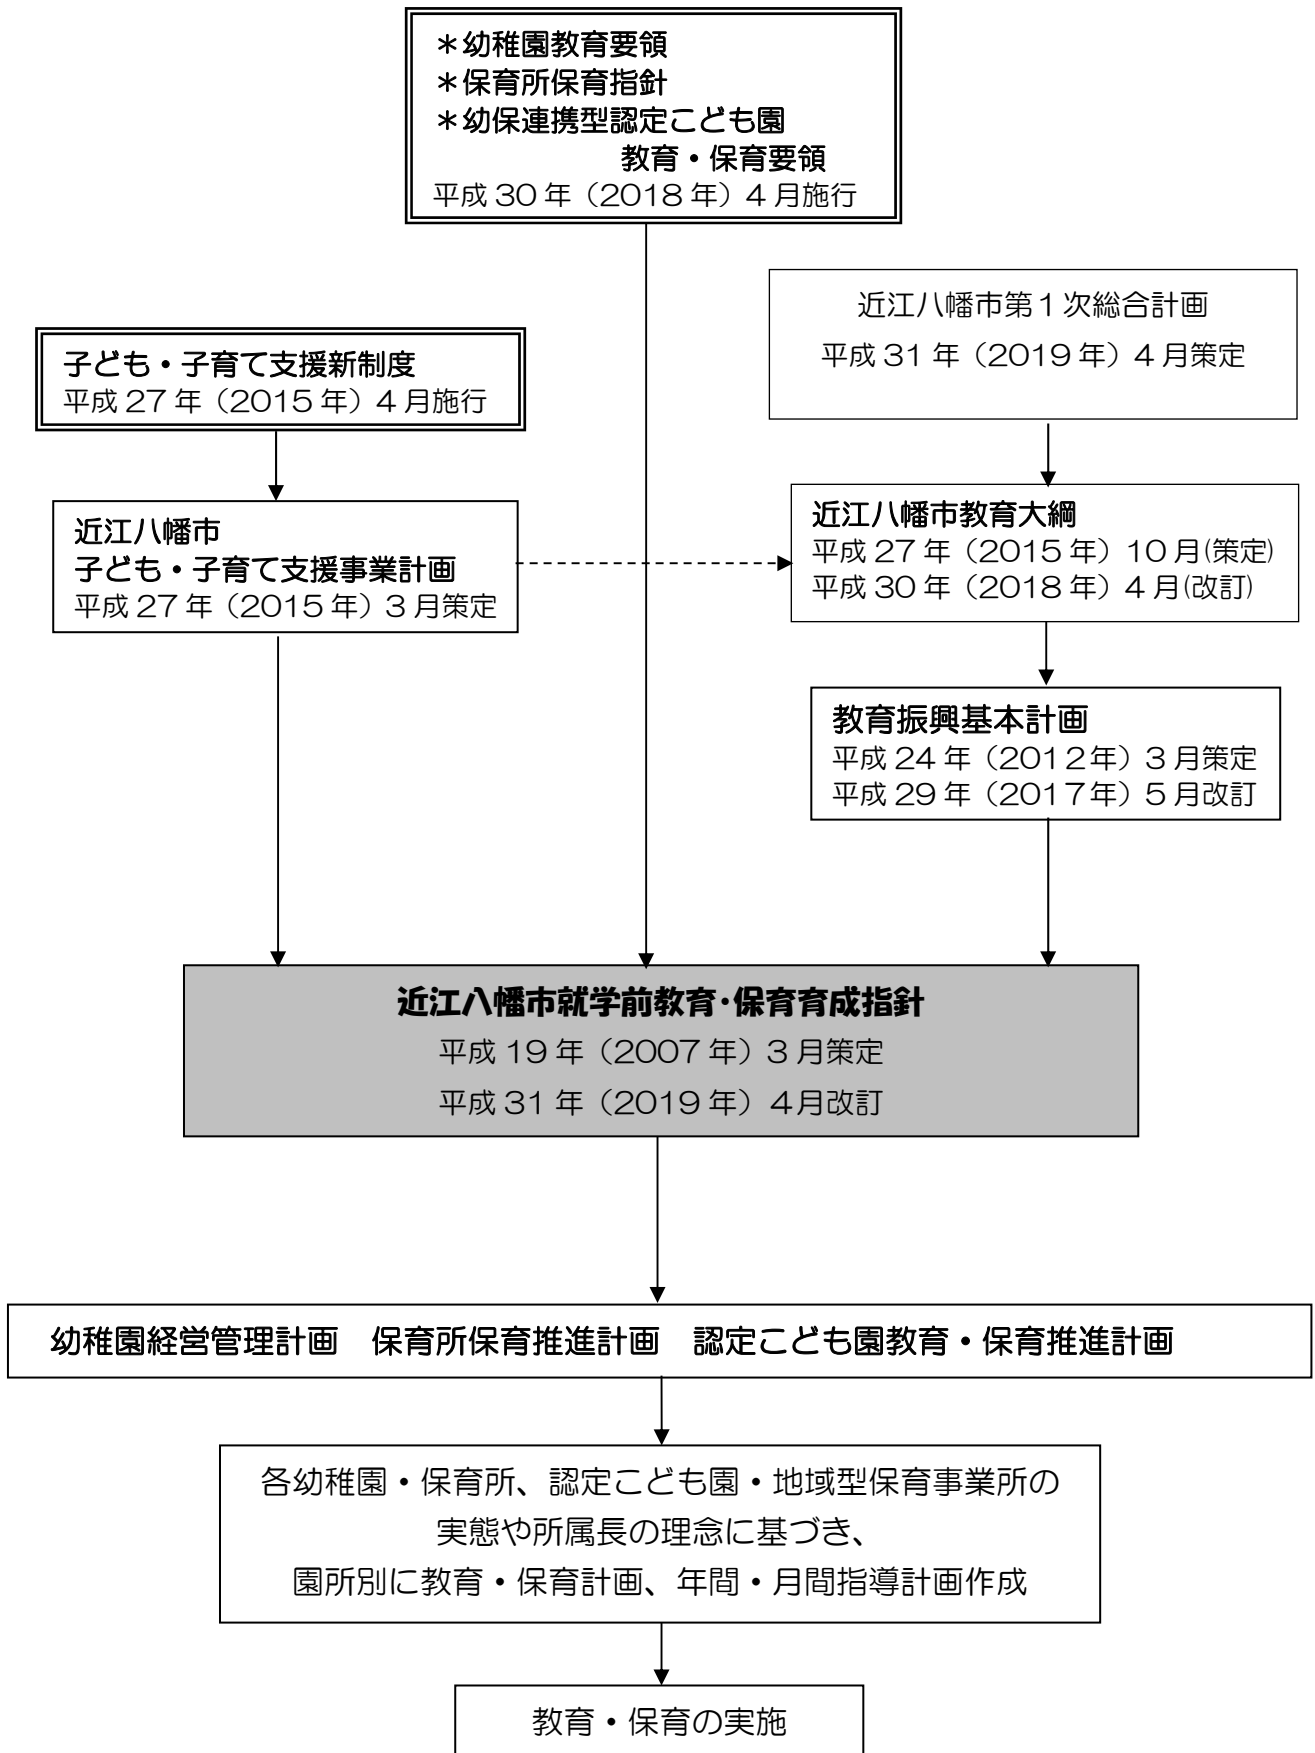 ＊幼稚園教育要領
＊保育所保育指針
＊幼保連携型認定こども園
教育・保育要領
平成 30 年（2018 年）4 月施行
近江八幡市第１次総合計画
平成 31 年（2019 年）4 月策定
子ども・子育て支援新制度
平成 27 年（2015 年）4 月施行
近江八幡市
子ども・子育て支援事業計画
平成 27 年（2015 年）3 月策定
近江八幡市教育大綱
平成 27 年（2015 年）10 月(策定)
平成 30 年（2018 年）4 月(改訂)
教育振興基本計画
平成 24 年（2012年）3 月策定
平成 29 年（2017年）5 月改訂
近江八幡市就学前教育・保育育成指針
平成 19 年（2007 年）3 月策定
平成 31 年（2019 年）４月改訂
幼稚園経営管理計画　保育所保育推進計画　認定こども園教育・保育推進計画
各幼稚園・保育所、認定こども園・地域型保育事業所の
実態や所属長の理念に基づき、
園所別に教育・保育計画、年間・月間指導計画作成
教育・保育の実施